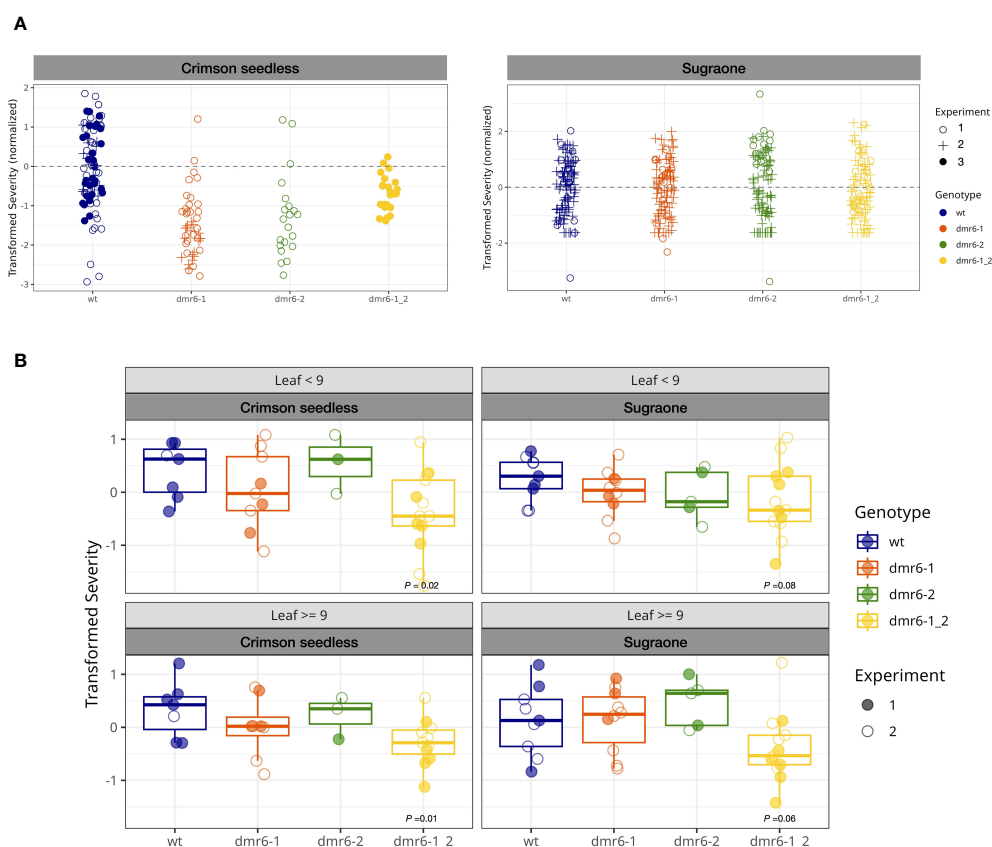 A
Crimson seedless
Sugraone
Transformed Severity (normalized)
2
1
0
-1
-2
-3
wt
dmr6-1
dmr6-2
dmr6-1_2
Transformed Severity (normalized)
2
0
-2
wt
dmr6-1
dmr6-2
dmr6-1_2
Experiment
1
2
3
Genotype
wt
dmr6-1
dmr6-2
dmr6-1_2
B
Leaf < 9
Leaf < 9
Crimson seedless
Sugraone
Transformed Severity
1
0
-1
P = 0.02
P =0.08
Leaf >= 9
Leaf >= 9
Crimson seedless
Sugraone
1
0
-1
P =0.01
P =0.06
wt
dmr6-1
dmr6-2
dmr6-1_2
wt
dmr6-1
dmr6-2
dmr6-1_2
Genotype
wt
dmr6-1
dmr6-2
dmr6-1_2
Experiment
1
2